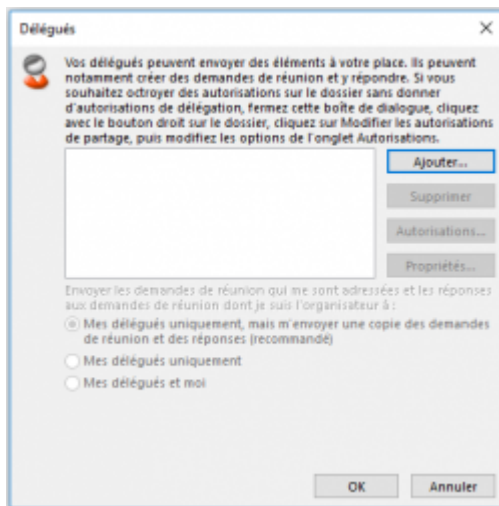 Délégués
Vos délégués peuvent envoyer des éléments à votre place. Ils peuvent
notamment créer des demandes de réunion et y répondre. Si vous
souhaitez octroyer des autorisations sur le dossier sans donner
d'autorisations de délégation, fermez cette boîte de dialogue, cliquez
avec le bouton droit sur le dossier, cliquez sur Modifier les autorisations
de partage, puis modifiez les options de l'onglet Autorisations.
Ajouter...
Supprimer
Autorisations...
Propriétés...
Envoyer les demandes de réunion qui me sont adressées et les réponses
aux demandes de réunion dont je suis l'organisateur à :
Mes délégués uniquement, mais m'envoyer une copie des demandes
de réunion et des réponses (recommandé)
Mes délégués uniquement
Mes délégués et moi
OK
Annuler